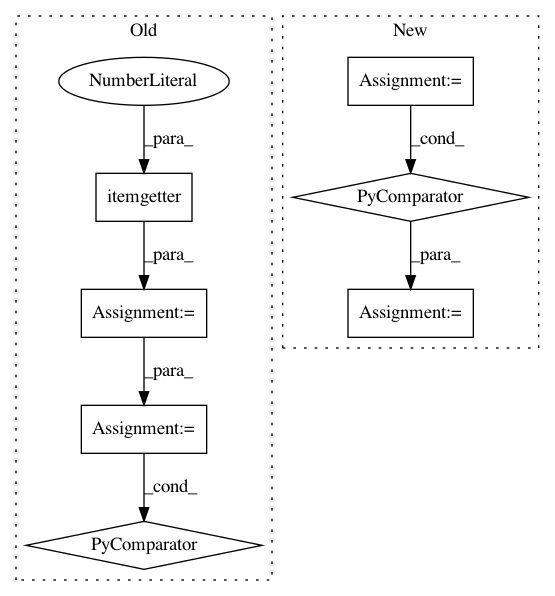 Old
NumberLiteral
_para_
itemgetter
_para_
Assignment:=
_para_
Assignment:=
_cond_
PyComparator
New
Assignment:=
_cond_
PyComparator
_para_
Assignment:=